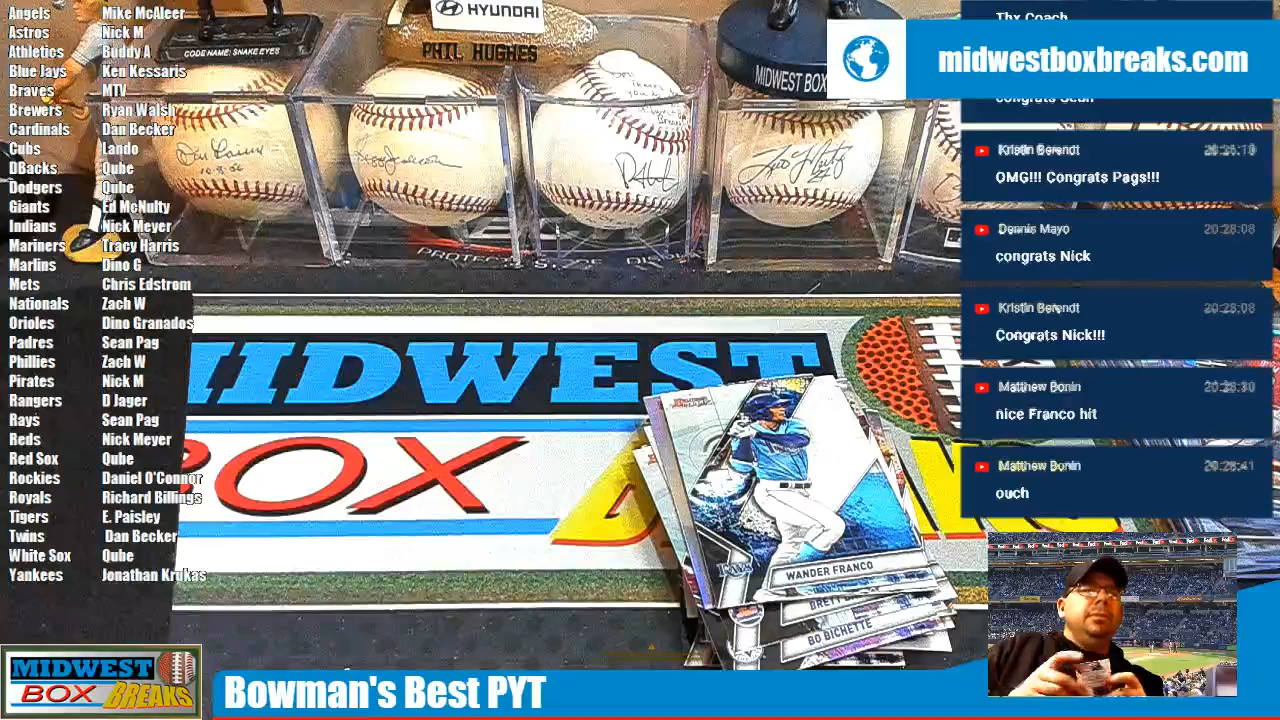 Angels Mike McAleer
Astros Nick M
Athletics Buddy A
Blue Jays Ken Kessaris
Braves MTV
Brewers Ryan Walsh
Cardinals Dan Becker
Cubs Lando
DBacks Qube
Dodgers Qube
Giants Ed McNulty
Indians Nick Meyer
Mariners Tracy Harris
Marlins Dino G
Mets Chris Edstrom
Nationals Zach W
Orioles Dino Granados
Padres Sean Pag
Phillies Zach W
Pirates Nick M
Rangers D Jager
Rays Sean Pag
Reds Nick Meyer
Red Sox Qube
Rockies Daniel O'Connor
Royals Richard Billings
Tigers E. Paisley
Twins Dan Becker
White Sox Qube
Yankees Jonathan Krukas
CODE NAME: SNAKE EYES
HYUNDAI
PHIL HUGHES
MIDWEST BOX
midwestboxbreaks.com
Thx Coach
congrats Sean
Kristin Berendt
OMG!!! Congrats Pags!!!
Dennis Mayo 20:28:08
congrats Nick
Kristin Berendt 20:28:08
Congrats Nick!!!
Matthew Bonin 20:28:30
nice Franco hit
Matthew Bonin 20:28:41
ouch
MIDWEST
BOX
WANDER FRANCO
BO BICHETTE
MIDWEST
BOX BREAKS
Bowman's Best PYT